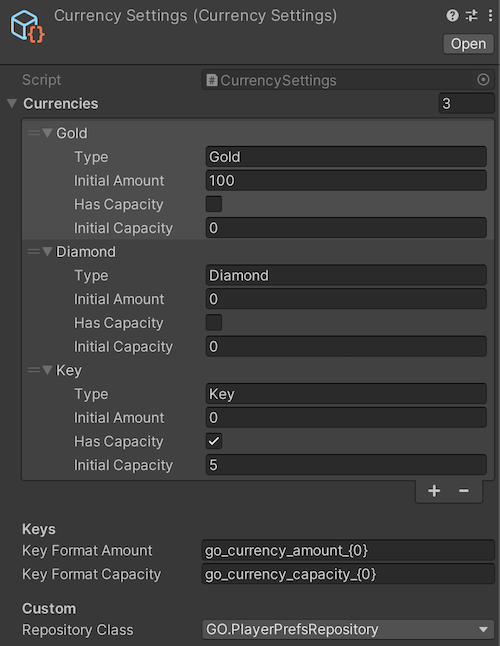 Currency Settings (Currency Settings)
Open
Script CurrencySettings
Currencies 3
Gold
Type Gold
Initial Amount 100
Has Capacity
Initial Capacity 0
Diamond
Type Diamond
Initial Amount 0
Has Capacity
Initial Capacity 0
Key
Type Key
Initial Amount 0
Has Capacity
Initial Capacity 5
Keys
Key Format Amount go_currency_amount_{0}
Key Format Capacity go_currency_capacity_{0}
Custom
Repository Class GO.PlayerPrefsRepository